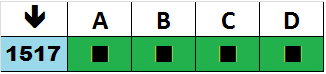 🡻 A B C D
1517 ■ ■ ■ ■